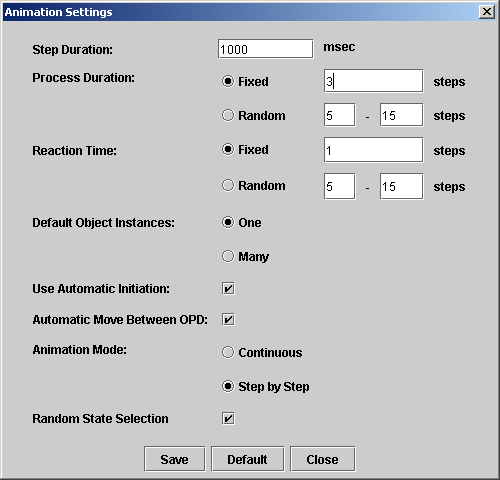 Animation Settings
Step Duration: 1000 msec
Process Duration: Fixed 3 steps
Random 5 - 15 steps
Reaction Time: Fixed 1 steps
Random 5 - 15 steps
Default Object Instances: One
Many
Use Automatic Initiation:
Automatic Move Between OPD:
Animation Mode: Continuous
Step by Step
Random State Selection
Save Default Close